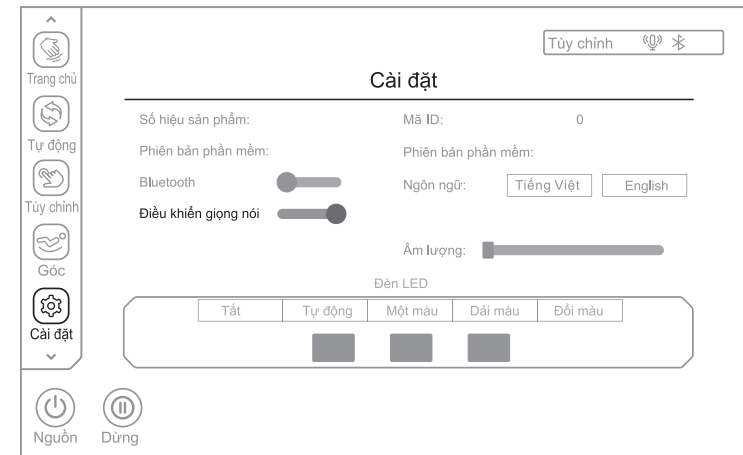 Tùy chỉnh
Trang chủ
Tự động
Tùy chỉnh
Góc
Cài đặt
Nguồn
Dừng
Cài đặt
Số hiệu sản phẩm:
Mã ID: 0
Phiên bản phần mềm:
Phiên bản phần mềm:
Bluetooth
Ngôn ngữ: Tiếng Việt English
Điều khiển giọng nói
Âm lượng:
Đèn LED
Tắt Tự động Một màu Dải màu Đổi màu